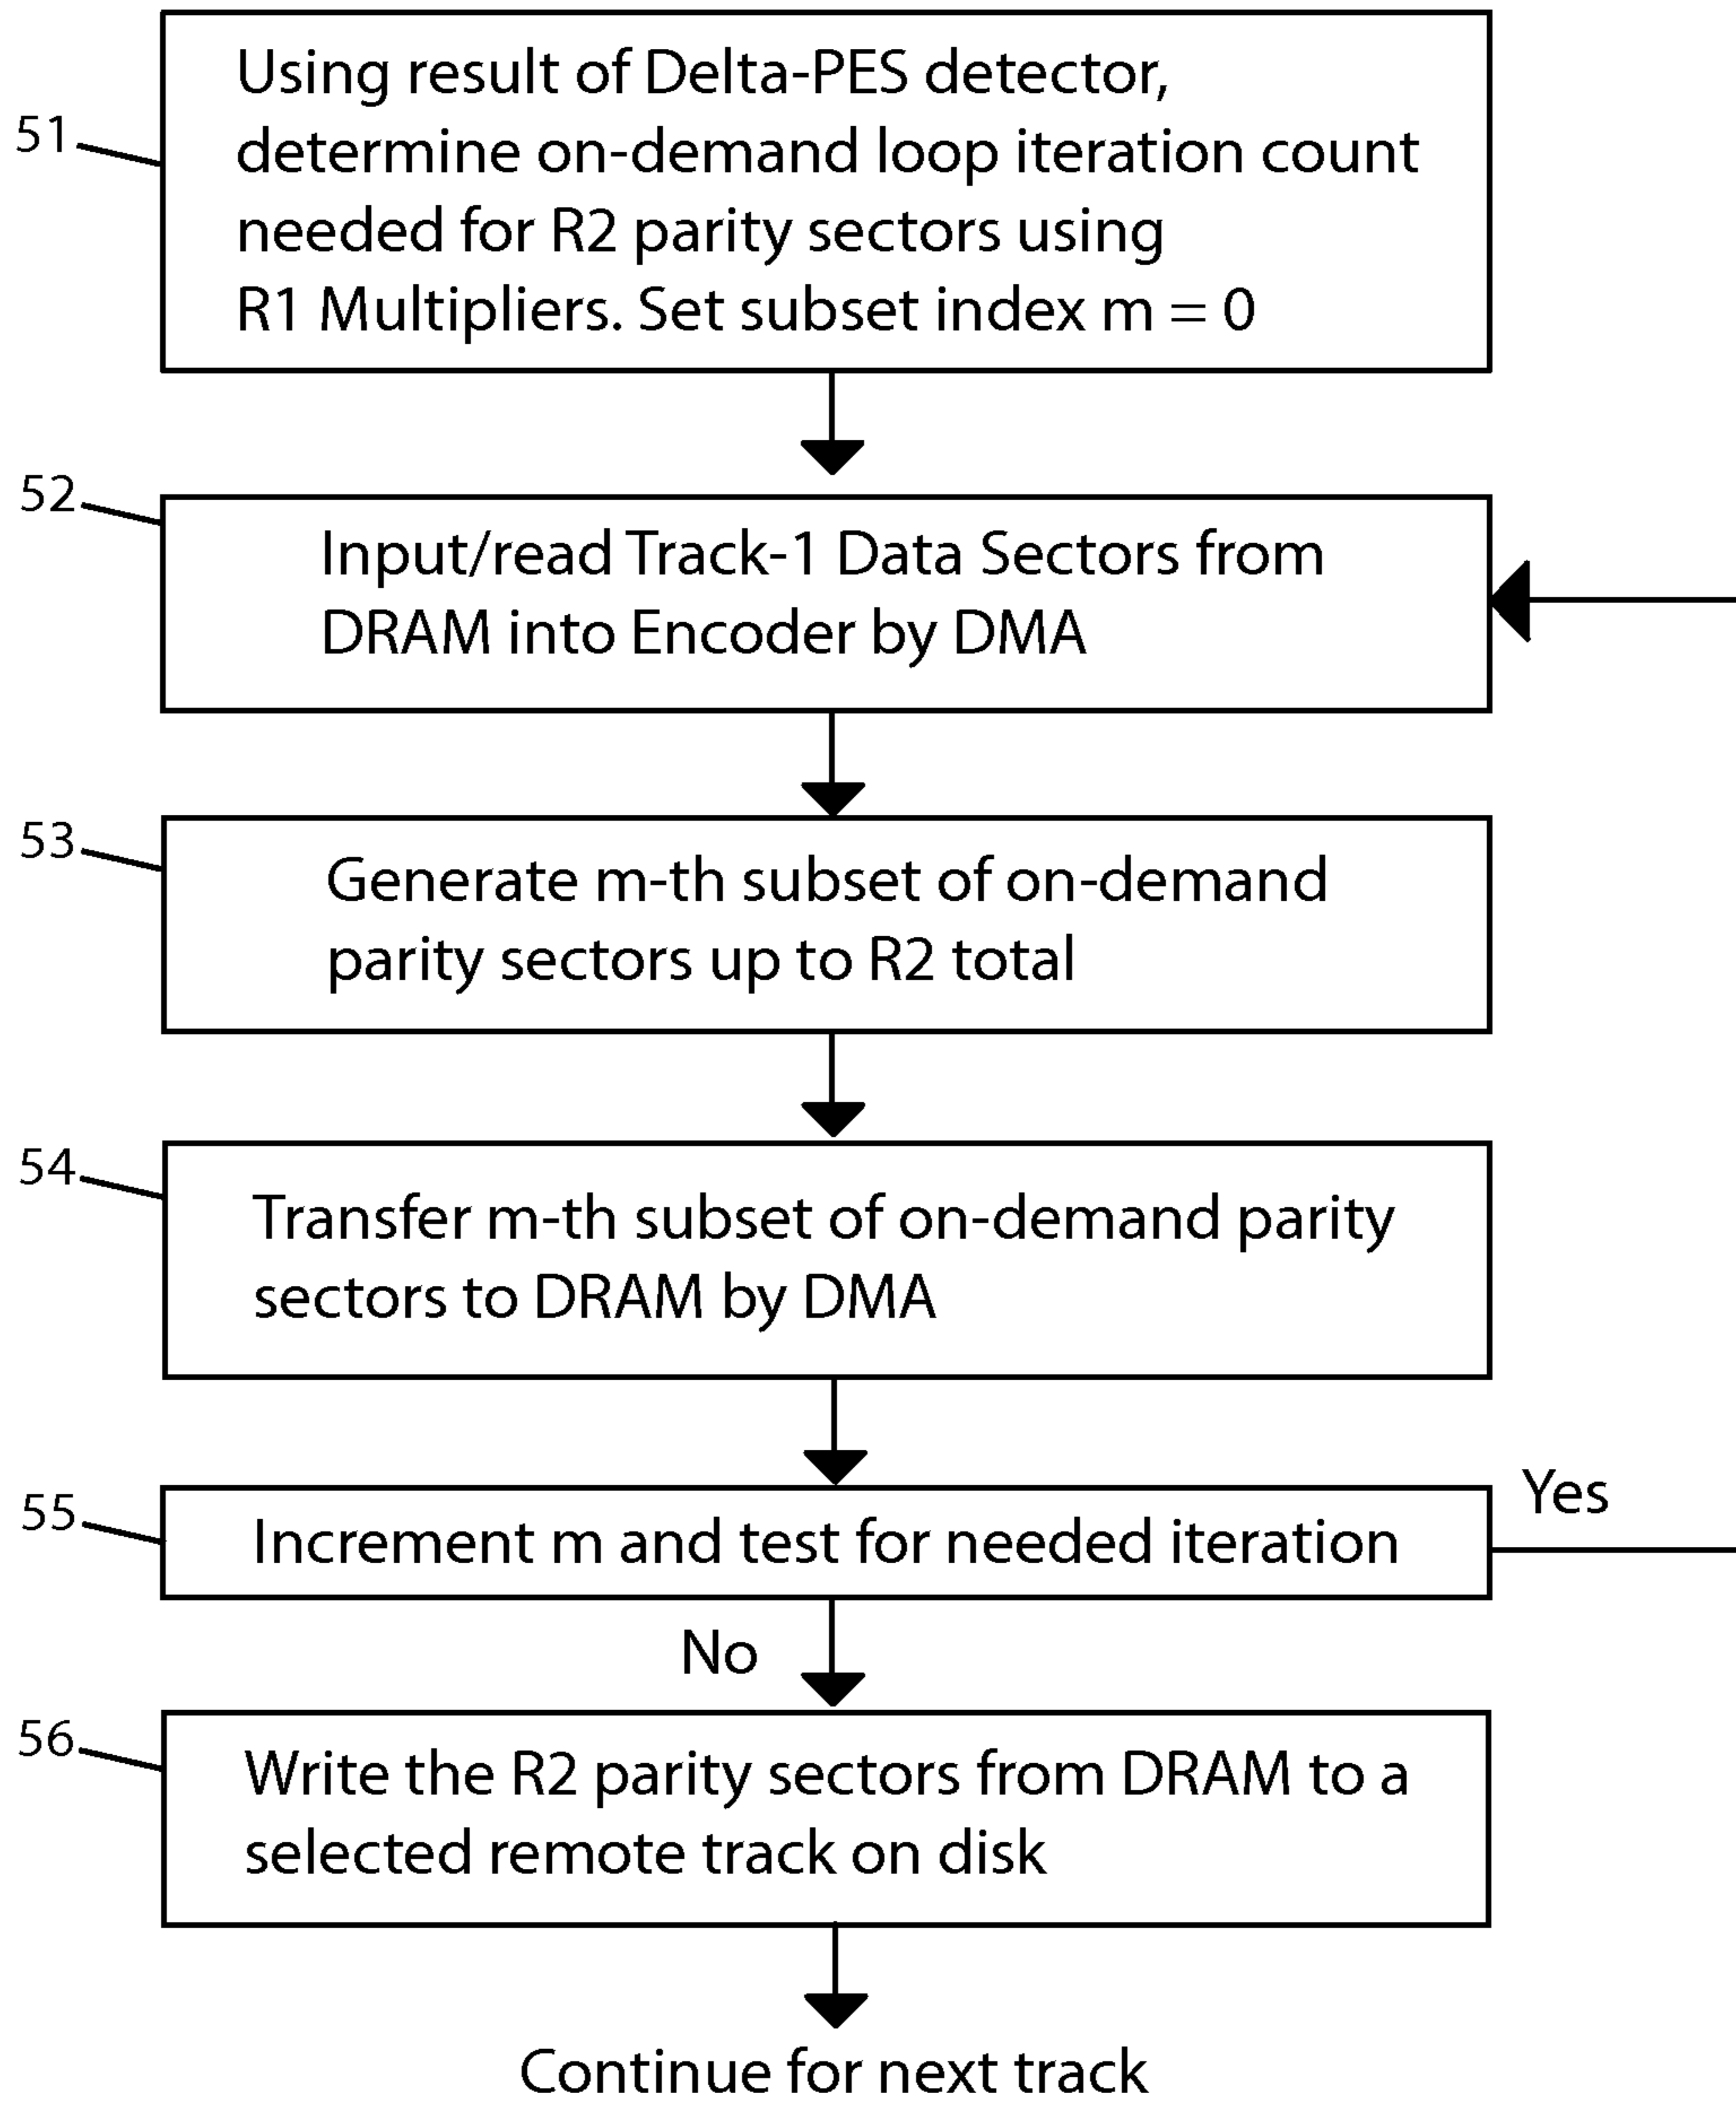 51
Using result of Delta-PES detector,
determine on-demand loop iteration count
needed for R2 parity sectors using
R1 Multipliers. Set subset index m = 0
52
Input/read Track-1 Data Sectors from
DRAM into Encoder by DMA
53
Generate m-th subset of on-demand
parity sectors up to R2 total
54
Transfer m-th subset of on-demand parity
sectors to DRAM by DMA
55
Increment m and test for needed iteration
Yes
No
56
Write the R2 parity sectors from DRAM to a
selected remote track on disk
Continue for next track